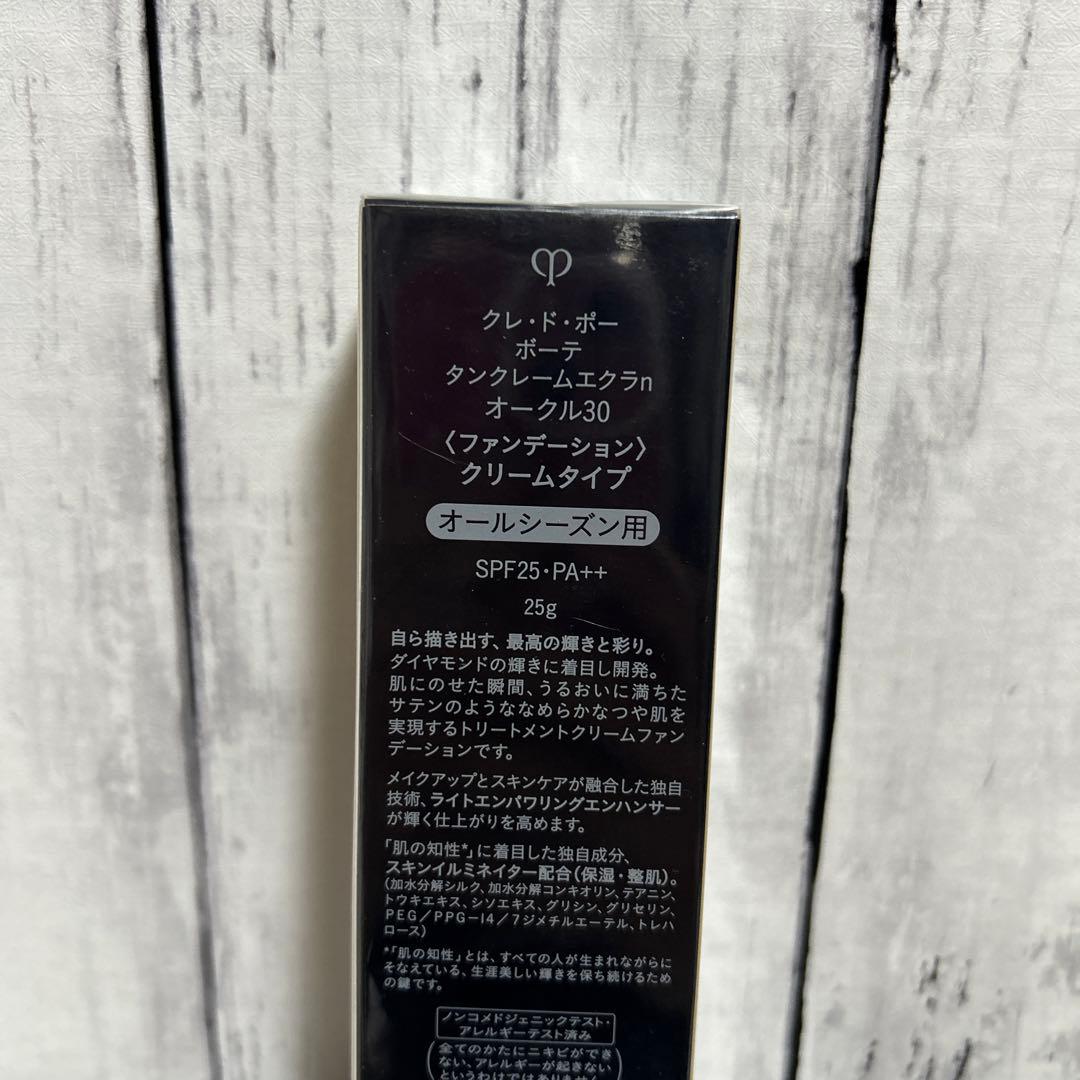 クレ・ド・ポー
ボーテ
タンクレームエクラn
オークル30
〈ファンデーション〉
クリームタイプ
オールシーズン用
SPF25・PA++
25g
自ら描き出す、最高の輝きと彩り。
ダイヤモンドの輝きに着目し開発。
肌にのせた瞬間、うるおいに満ちた
サテンのようななめらかなつや肌を
実現するトリートメントクリームファン
デーションです。
メイクアップとスキンケアが融合した独自
技術、ライトエンパワリングエンハンサー
が輝く仕上がりを高めます。
「肌の知性*」に着目した独自成分、
スキンイルミネイター配合(保湿・整肌)。
(加水分解シルク、加水分解コンキオリン、テアニン、
トウキエキス、シソエキス、グリシン、グリセリン、
PEG/PPG-14/7ジメチルエーテル、トレハ
ロース)
*「肌の知性」とは、すべての人が生まれながらに
そなえている、生涯美しい輝きを保ち続けるため
の鍵です。
ノンコメドジェニックテスト・
アレルギーテスト済み
全てのかたにニキビができ
ない、アレルギーが起きない
というわけではありません